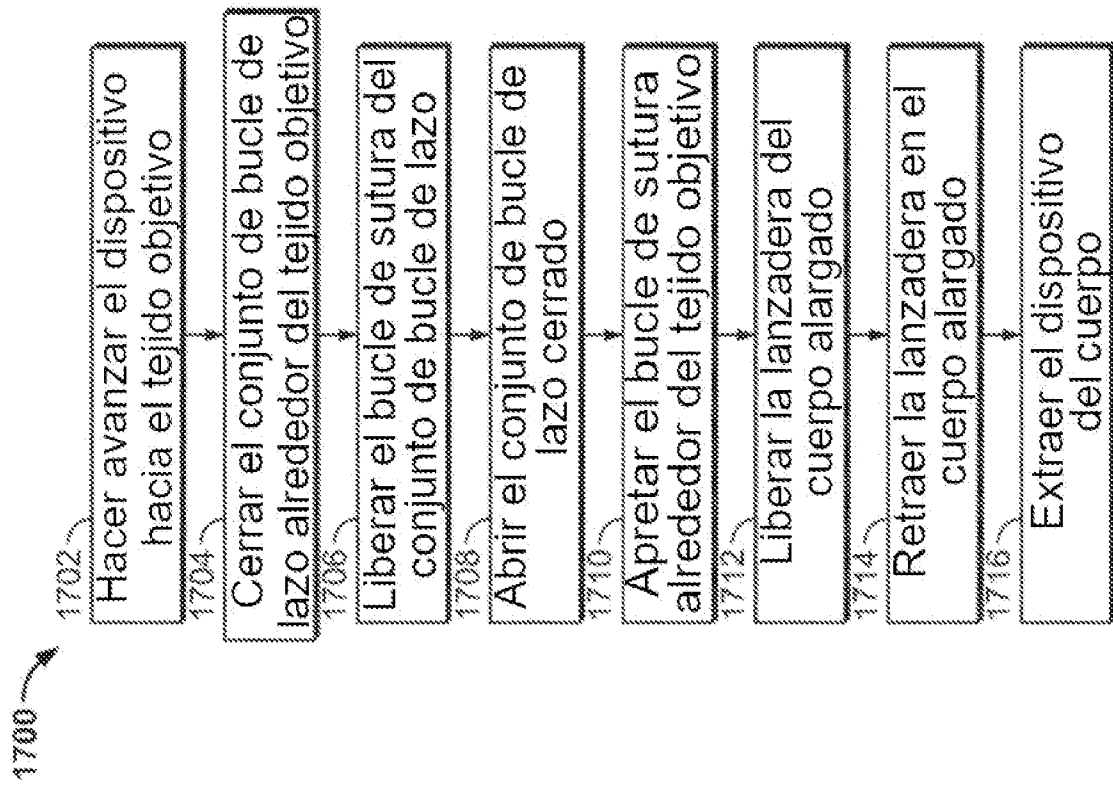 1700
1702
Hacer avanzar el dispositivo
hacia el tejido objetivo
1704
Cerrar el conjunto de bucle de
lazo alrededor del tejido objetivo
1706
Liberar el bucle de sutura del
conjunto de bucle de lazo
1708
Abrir el conjunto de bucle de
lazo cerrado
1710
Apretar el bucle de sutura
alrededor del tejido objetivo
1712
Liberar la lanzadera del
cuerpo alargado
1714
Retraer la lanzadera en el
cuerpo alargado
1716
Extraer el dispositivo
del cuerpo